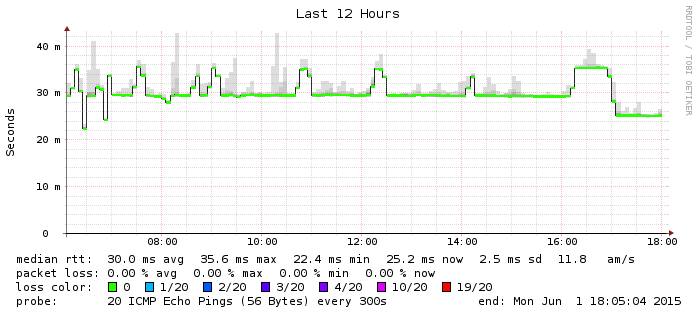 Last 12 Hours
RRDTOOL / TOBI OETIKER
Seconds
40 m
30 m
20 m
10 m
0
08:00 10:00 12:00 14:00 16:00 18:00
median rtt: 30.0 ms avg 35.6 ms max 22.4 ms min 25.2 ms now 2.5 ms sd 11.8 am/s
packet loss: 0.00 % avg 0.00 % max 0.00 % min 0.00 % now
loss color: 0 1/20 2/20 3/20 4/20 10/20 19/20
probe: 20 ICMP Echo Pings (56 Bytes) every 300s end: Mon Jun 1 18:05:04 2015